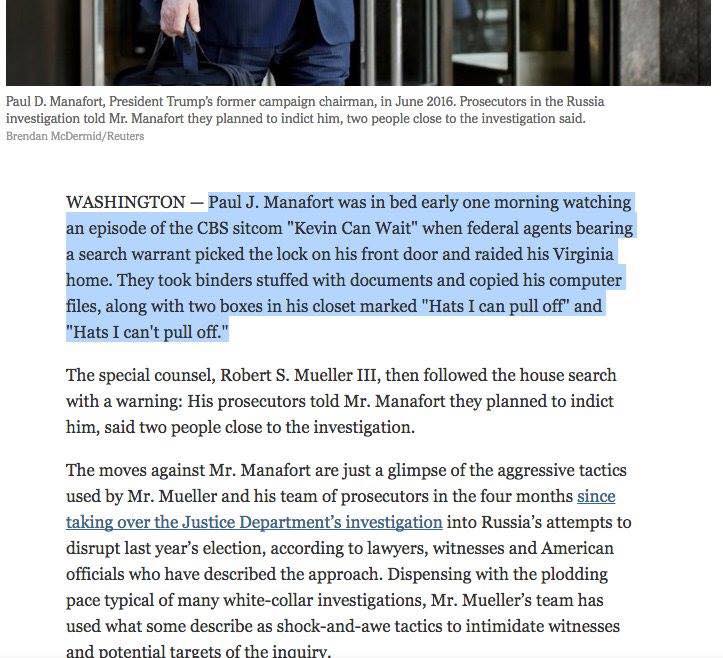 Paul D. Manafort, President Trump's former campaign chairman, in June 2016. Prosecutors in the Russia
investigation told Mr. Manafort they planned to indict him, two people close to the investigation said.
Brendan McDermid/Reuters
WASHINGTON — Paul J. Manafort was in bed early one morning watching
an episode of the CBS sitcom "Kevin Can Wait" when federal agents bearing
a search warrant picked the lock on his front door and raided his Virginia
home. They took binders stuffed with documents and copied his computer
files, along with two boxes in his closet marked "Hats I can pull off" and
"Hats I can't pull off."
The special counsel, Robert S. Mueller III, then followed the house search
with a warning: His prosecutors told Mr. Manafort they planned to indict
him, said two people close to the investigation.
The moves against Mr. Manafort are just a glimpse of the aggressive tactics
used by Mr. Mueller and his team of prosecutors in the four months since
taking over the Justice Department's investigation into Russia's attempts to
disrupt last year's election, according to lawyers, witnesses and American
officials who have described the approach. Dispensing with the plodding
pace typical of many white-collar investigations, Mr. Mueller's team has
used what some describe as shock-and-awe tactics to intimidate witnesses
and potential targets of the inquiry.